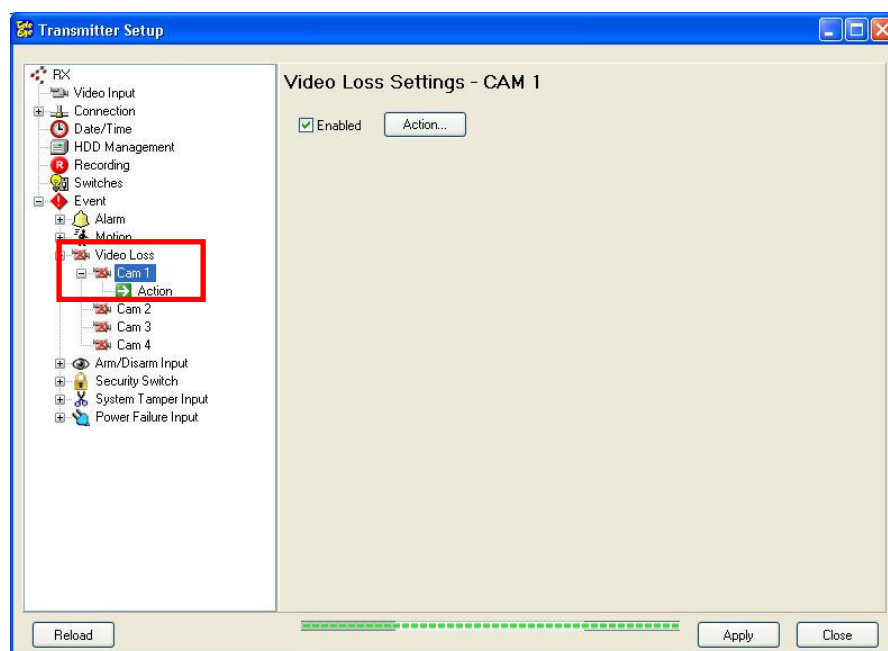 Transmitter Setup
RX
Video Input
Connection
Date/Time
HDD Management
R
Recording
Switches
Event
Alarm
Motion
Video Loss
Cam 1
Action
Cam 2
Cam 3
Cam 4
Arm/Disarm Input
Security Switch
System Tamper Input
Power Failure Input
Video Loss Settings - CAM 1
Enabled
Action...
Reload
Apply
Close